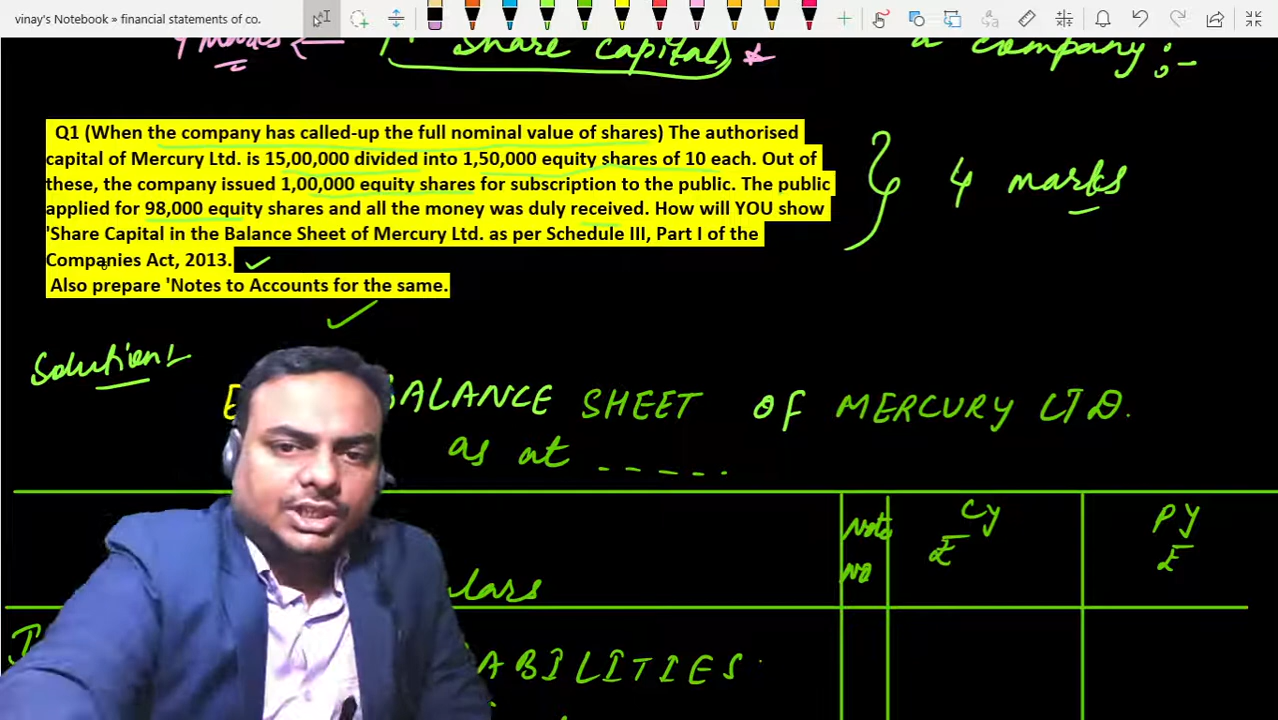 vinay's Notebook » financial statements of co.
4 marks ← share capital a company :-
Q1 (When the company has called-up the full nominal value of shares) The authorised
capital of Mercury Ltd. is 15,00,000 divided into 1,50,000 equity shares of 10 each. Out of
these, the company issued 1,00,000 equity shares for subscription to the public. The public
applied for 98,000 equity shares and all the money was duly received. How will YOU show
'Share Capital in the Balance Sheet of Mercury Ltd. as per Schedule III, Part I of the
Companies Act, 2013.
Also prepare 'Notes to Accounts for the same.
4 marks
Solution!
BALANCE SHEET OF MERCURY LTD.
as at -----
Note CY PY
No ₹ ₹
lars
I ABILITIES